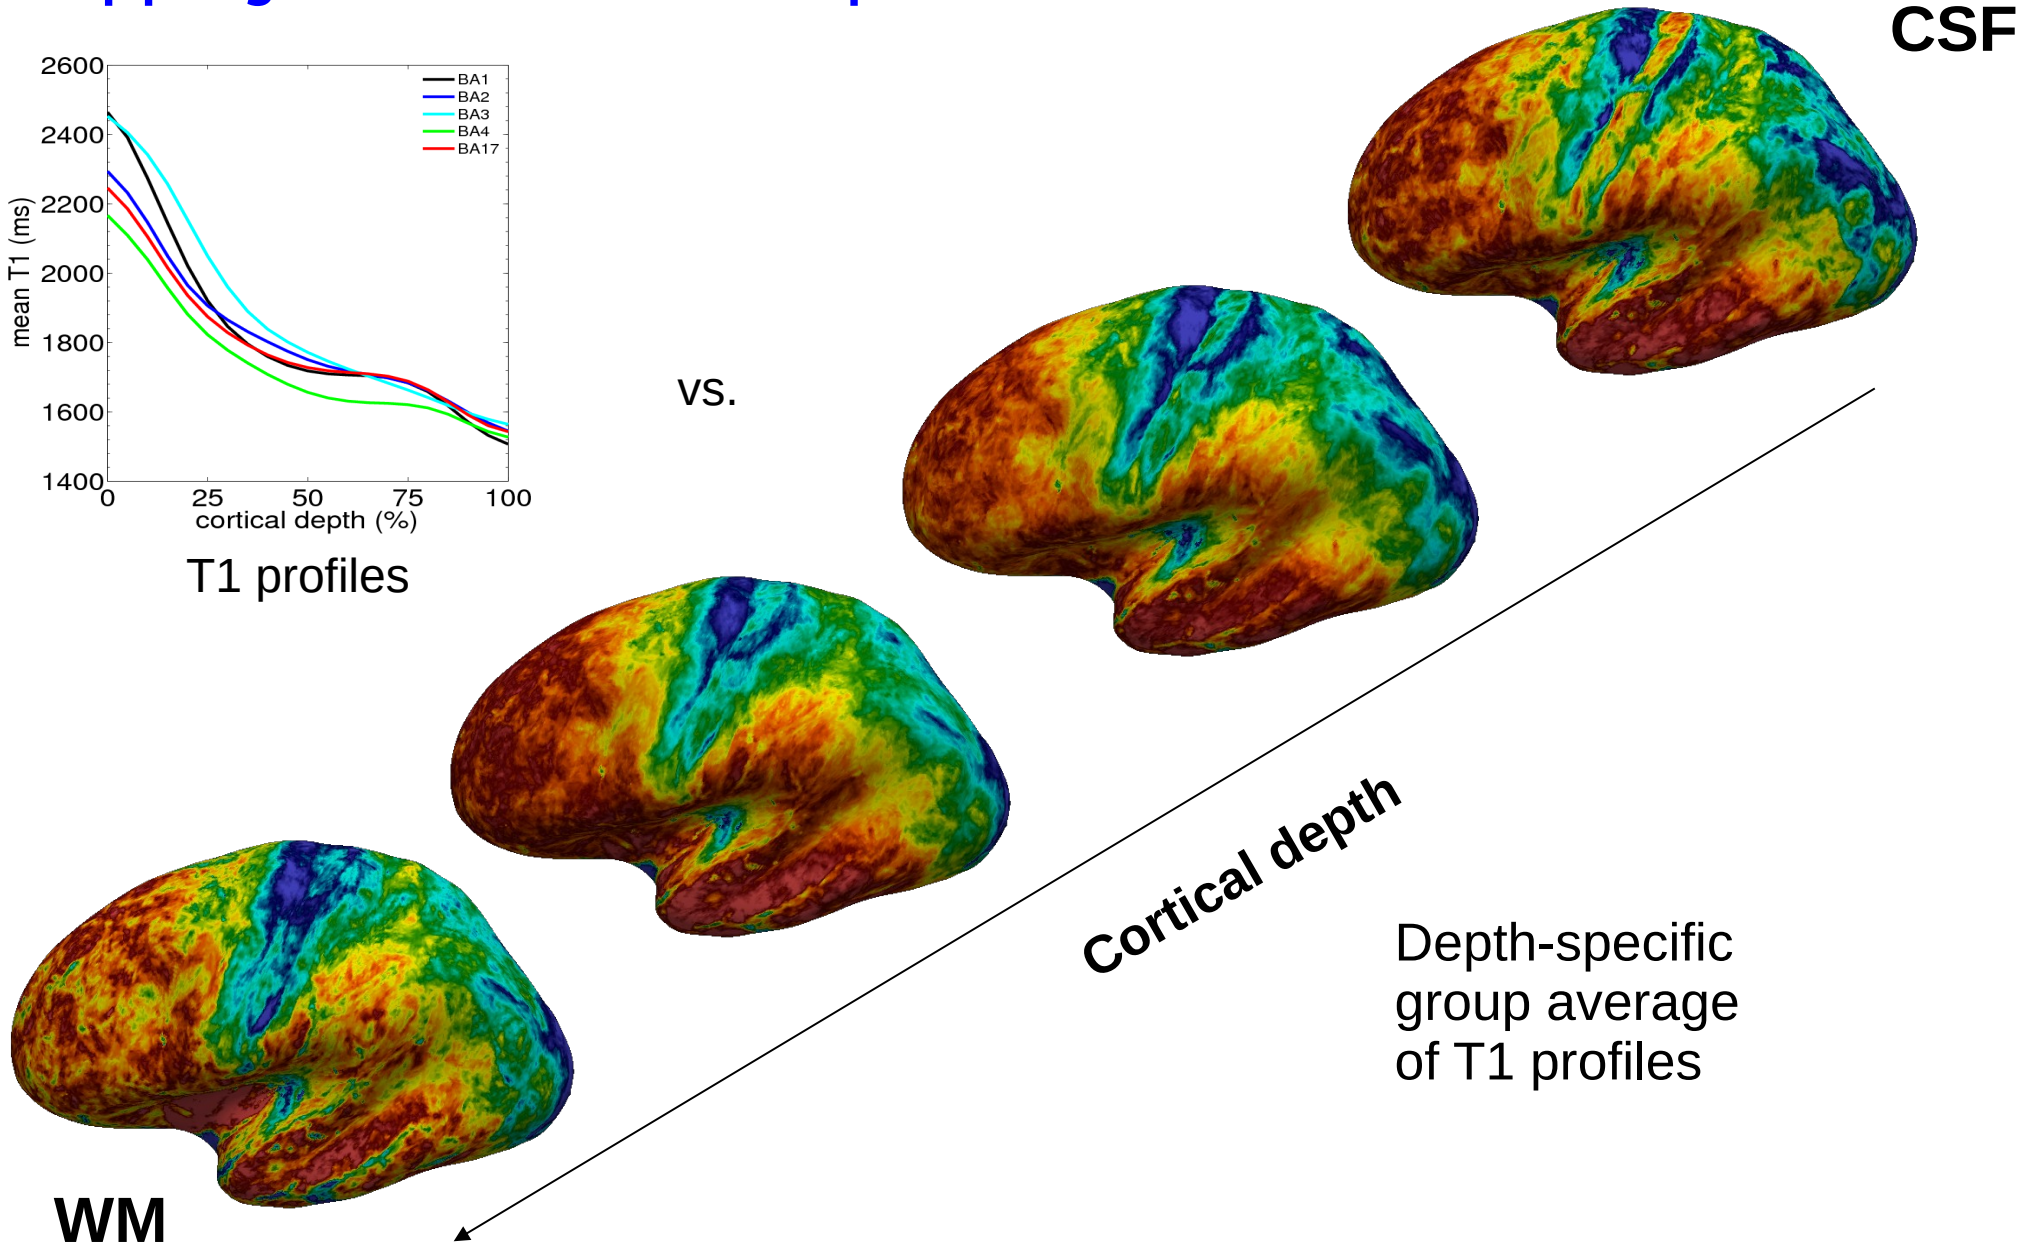 CSF
2600
2400
2200
2000
1800
1600
1400
mean T1 (ms)
BA1
BA2
BA3
BA4
BA17
0 25 50 75 100
cortical depth (%)
T1 profiles
vs.
Cortical depth
Depth-specific
group average
of T1 profiles
WM